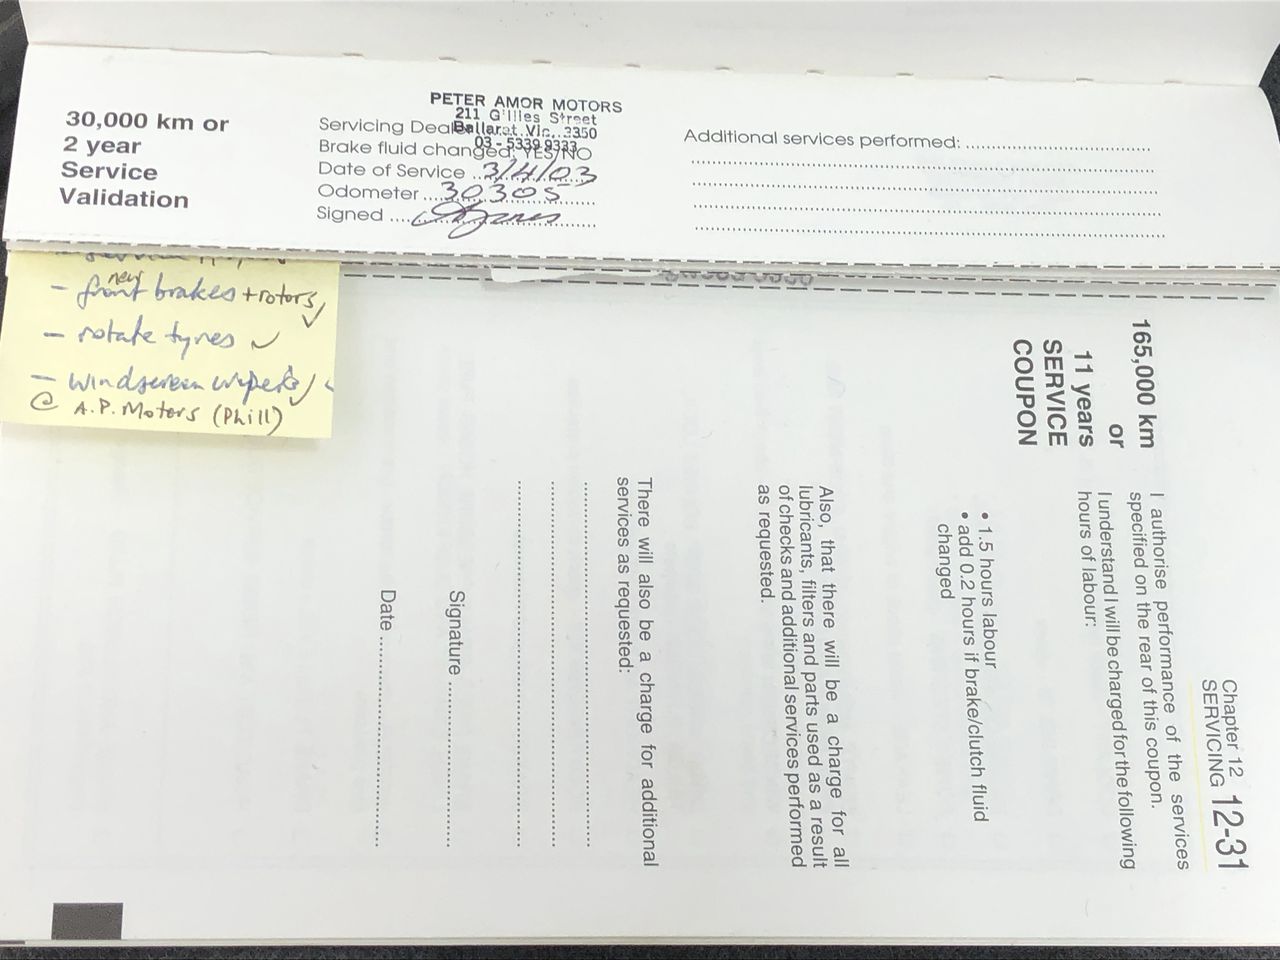 30,000 km or
2 year
Service
Validation
PETER AMOR MOTORS
211 Gillies Street
Ballarat Vic. 3350
03 - 5339 9333
Servicing Dealer
Brake fluid changed: YES/NO
Date of Service 3/4/03
Odometer 30305
Signed
Additional services performed:
- front new brakes + rotors ✓
- rotate tyres ✓
- windscreen wipers ✓
@ A.P. Motors (Phill)
Chapter 12
SERVICING 12-31
165,000 km
or
11 years
SERVICE
COUPON
I authorise performance of the services
specified on the rear of this coupon.
I understand I will be charged for the following
hours of labour:
• 1.5 hours labour
• add 0.2 hours if brake/clutch fluid
changed
Also, that there will be a charge for all
lubricants, filters and parts used as a result
of checks and additional services performed
as requested.
There will also be a charge for additional
services as requested:
Signature
Date